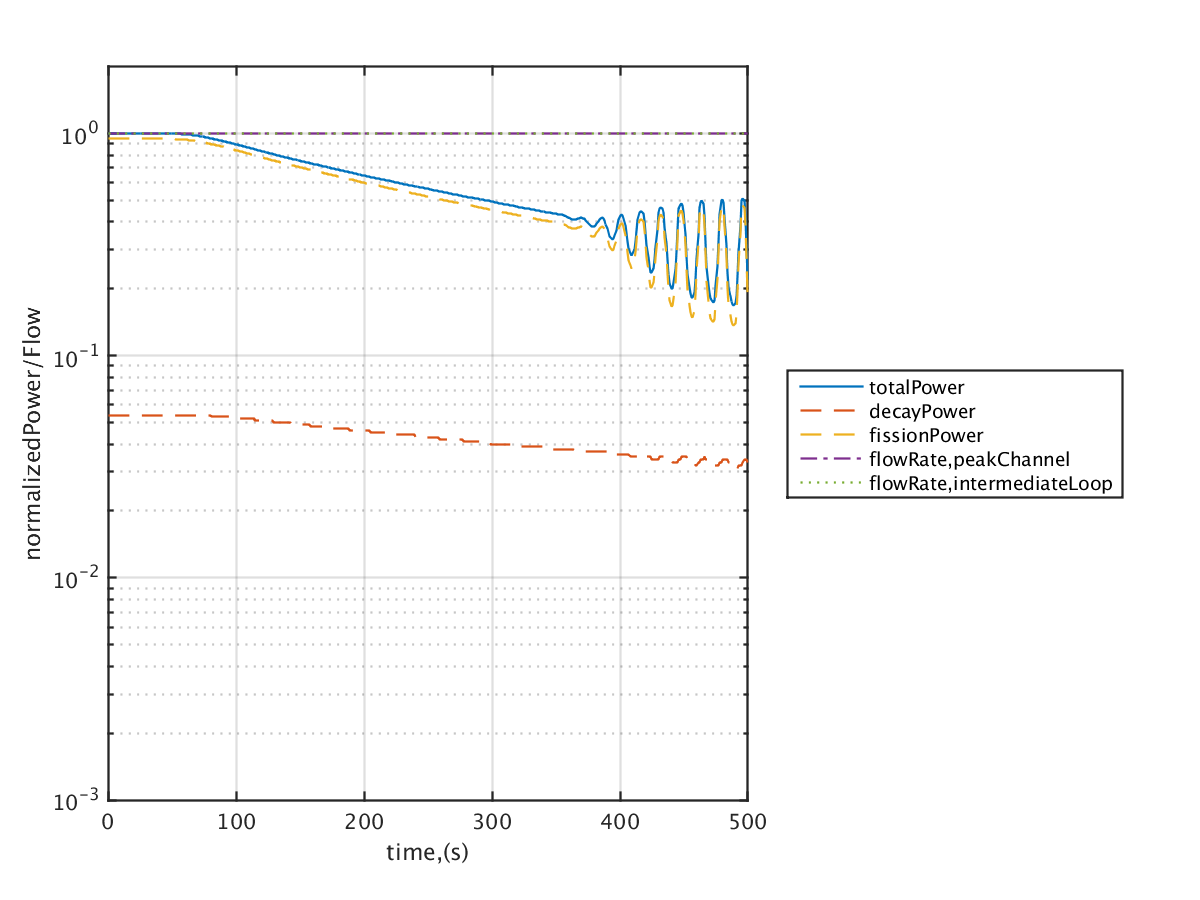 10^0
10^-1
10^-2
10^-3
0 100 200 300 400 500
time,(s)
normalizedPower/Flow
totalPower
decayPower
fissionPower
flowRate,peakChannel
flowRate,intermediateLoop